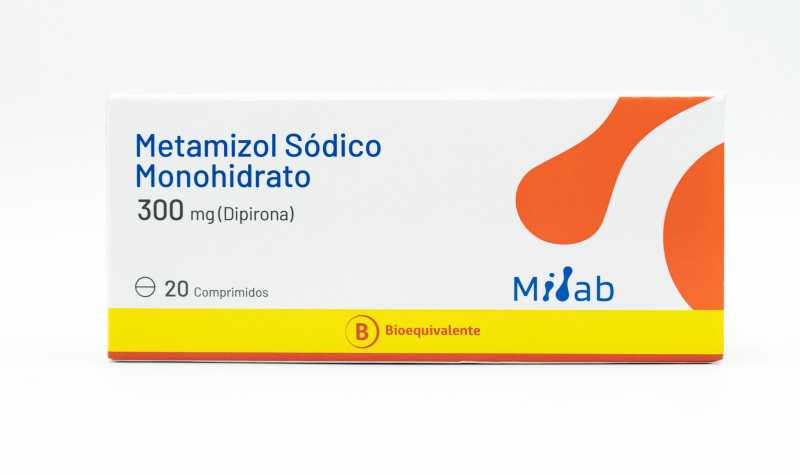 Metamizol Sódico
Monohidrato
300 mg (Dipirona)
20 Comprimidos
Milab
B Bioequivalente